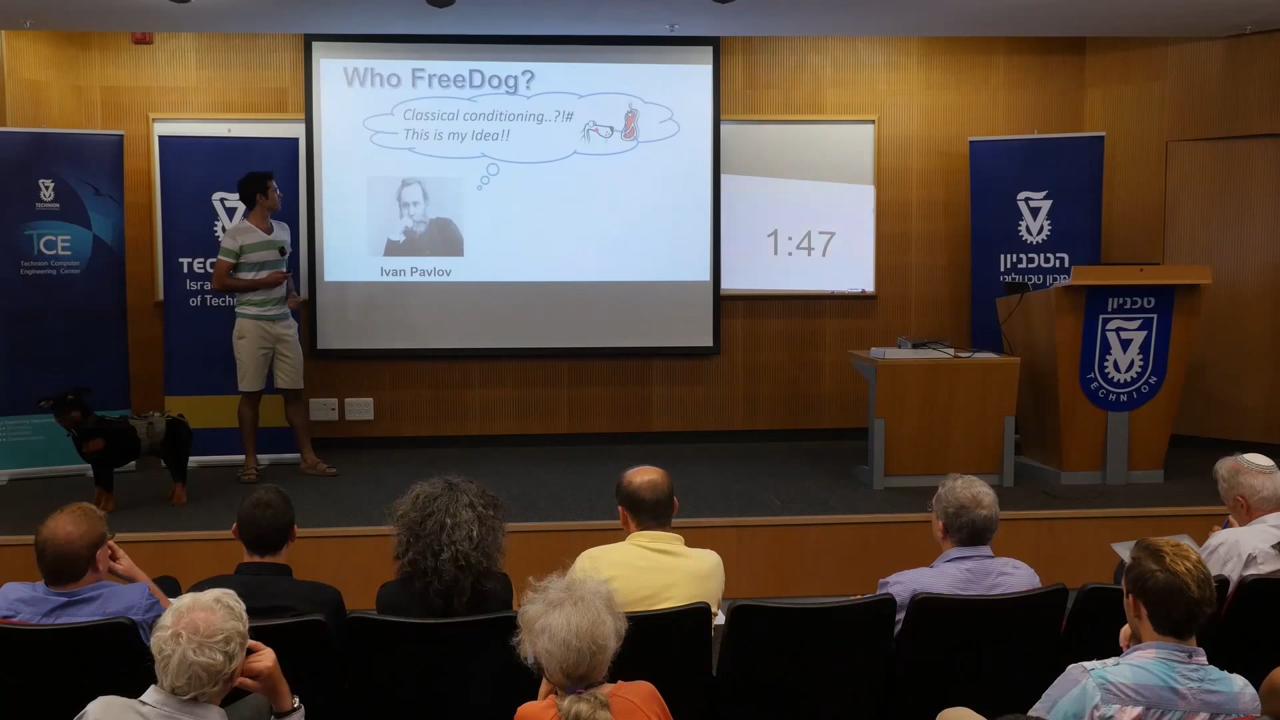 Who FreeDog?
Classical conditioning..?!#
This is my Idea!!
Ivan Pavlov
1:47
TECHNION
TCE
Technion Computer
Engineering Center
TEC
Isra
of Techn
הטכניון
מכון טכנולוגי
טכניון
TECHNION